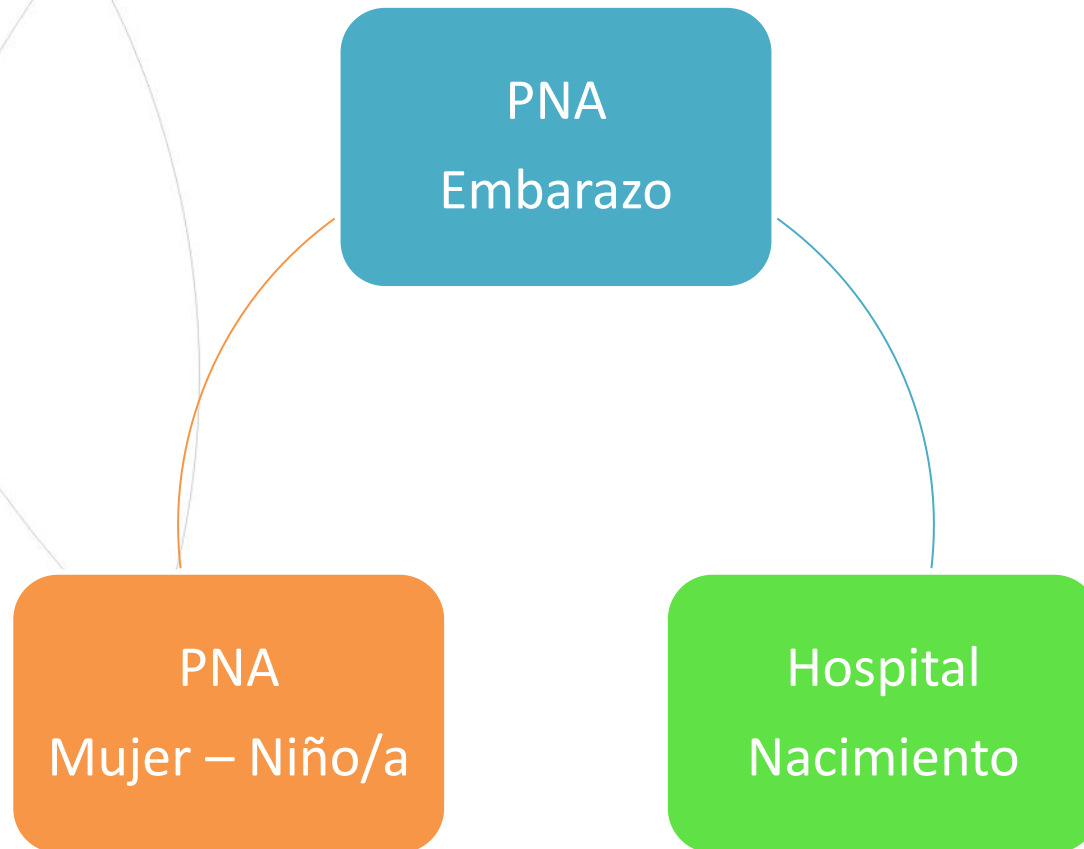 PNA
Embarazo
PNA
Mujer – Niño/a
Hospital
Nacimiento